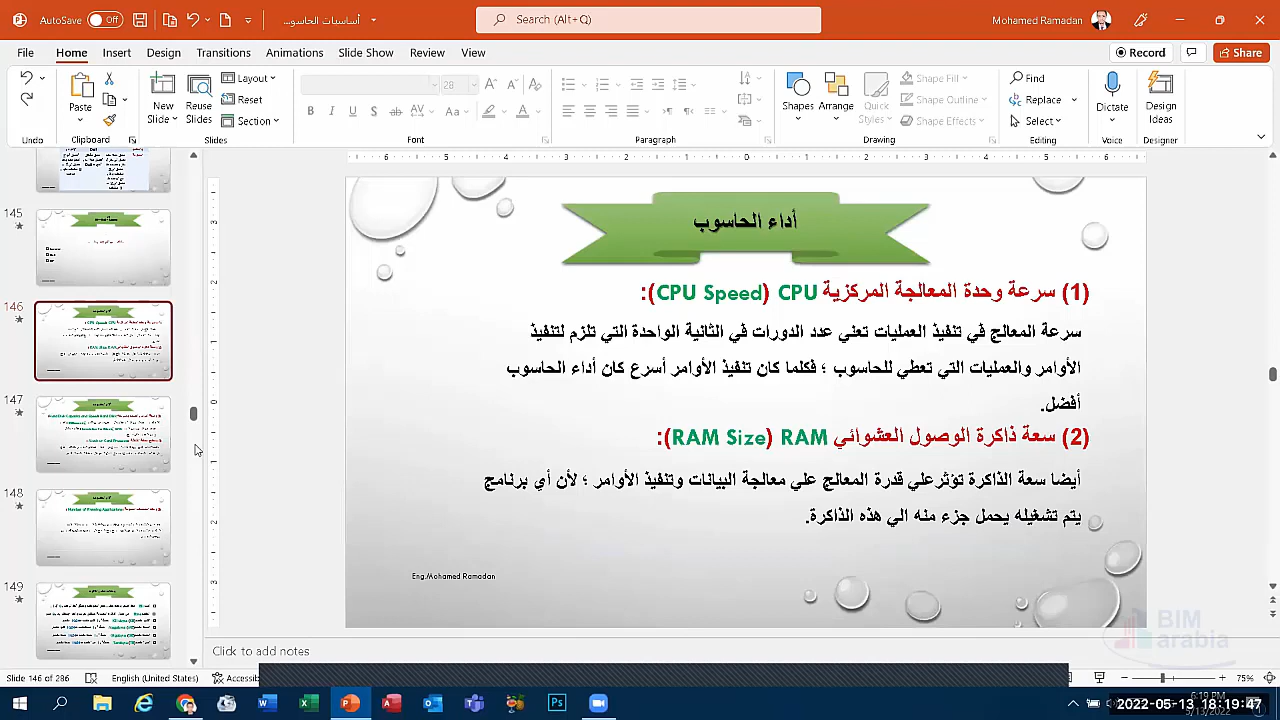 AutoSave Off
أساسيات الحاسوب...
Search (Alt+Q)
Mohamed Ramadan
File Home Insert Design Transitions Animations Slide Show Review View
Record
Share
Paste
New Slide
Reuse Slides
Layout
Reset
Section
28
Shapes
Arrange
Quick Styles
Shape Fill
Shape Outline
Shape Effects
Find
Replace
Select
Dictate
Design Ideas
Undo
Clipboard
Slides
Font
Paragraph
Drawing
Editing
Voice
Designer
145
146
147
148
149
أداء الحاسوب
(1) سرعة وحدة المعالجة المركزية CPU (CPU Speed):
سرعة المعالج في تنفيذ العمليات تعني عدد الدورات في الثانية الواحدة التي تلزم لتنفيذ
الأوامر والعمليات التي تعطي للحاسوب ؛ فكلما كان تنفيذ الأوامر أسرع كان أداء الحاسوب
أفضل.
(2) سعة ذاكرة الوصول العشوائي RAM (RAM Size):
أيضا سعة الذاكرة تؤثرعلي قدرة المعالج علي معالجة البيانات وتنفيذ الأوامر ؛ لأن أي برنامج
يتم تشغيله يحمل جزء منه الي هذه الذاكرة.
Eng.Mohamed Ramadan
BIM
arabia
Click to add notes
Slide 146 of 286
English (United States)
75%
2022-05-13 18:19:47